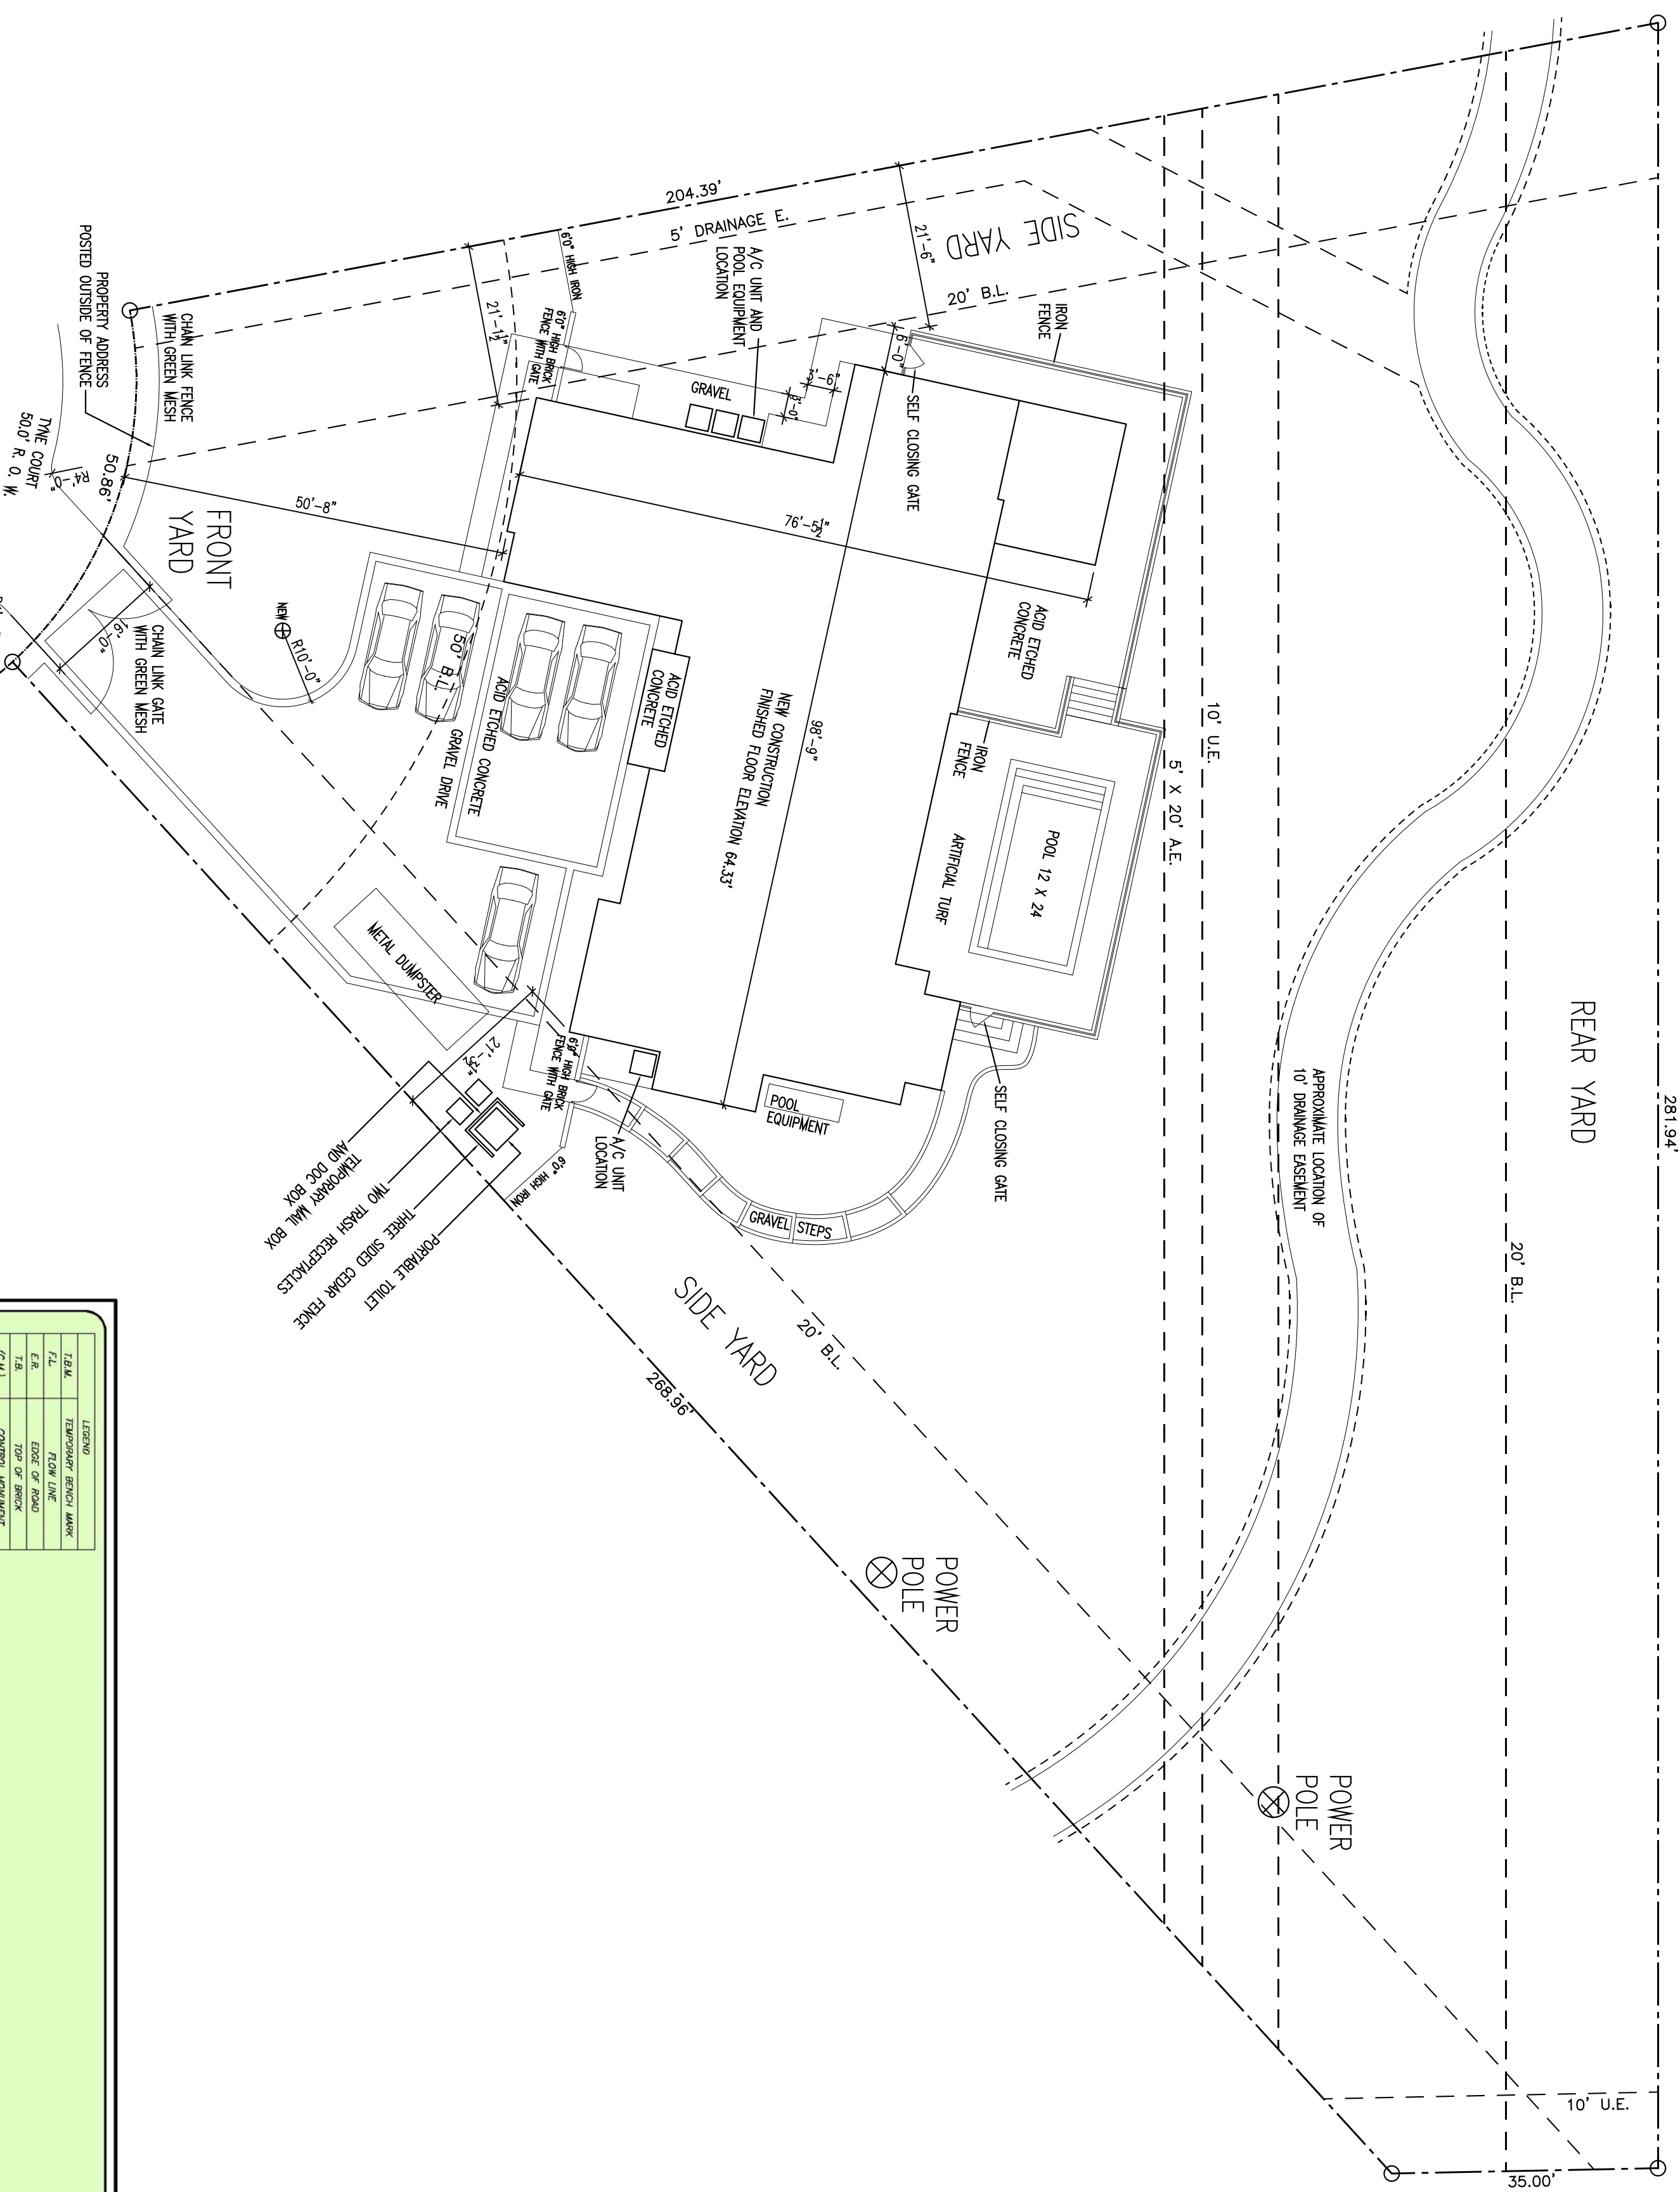 REAR YARD
281.94'
20' B.L.
APPROXIMATE LOCATION OF
10' DRAINAGE EASEMENT
10' U.E.
35.00'
POWER
POLE
POWER
POLE
10' U.E.
5' X 20' A.E.
SIDE YARD
204.39'
5' DRAINAGE E.
20' B.L.
21'-6"
IRON
FENCE
6'-0"
SELF CLOSING GATE
A/C UNIT AND
POOL EQUIPMENT
LOCATION
GRAVEL
6'0" HIGH IRON
6'0" HIGH BRICK
FENCE WITH GATE
21'-1½"
76'-5½"
ACID ETCHED
CONCRETE
IRON
FENCE
POOL 12 X 24
ARTIFICIAL TURF
NEW CONSTRUCTION
FINISHED FLOOR ELEVATION 64.33'
98'-9"
ACID ETCHED
CONCRETE
50' B.L.
ACID ETCHED CONCRETE
GRAVEL DRIVE
50'-8"
FRONT
YARD
NEW
R10'-0"
CHAIN LINK FENCE
WITH GREEN MESH
PROPERTY ADDRESS
POSTED OUTSIDE OF FENCE
50.86'
R4'-0"
TYNE COURT
50.0' R. O. W.
CHAIN LINK GATE
WITH GREEN MESH
16'-0"
METAL DUMPSTER
21'-3½"
6'0" HIGH BRICK
FENCE WITH GATE
6'0" HIGH IRON
A/C UNIT
LOCATION
POOL
EQUIPMENT
SELF CLOSING GATE
GRAVEL STEPS
TEMPORARY MAIL BOX
AND DOC BOX
TWO TRASH RECEPTACLES
THREE SIDED CEDAR FENCE
PORTABLE TOILET
SIDE YARD
20' B.L.
268.96'
LEGEND
T.B.M. TEMPORARY BENCH MARK
F.L. FLOW LINE
E.R. EDGE OF ROAD
T.B. TOP OF BRICK
(C.M.) CONTROL MONUMENT